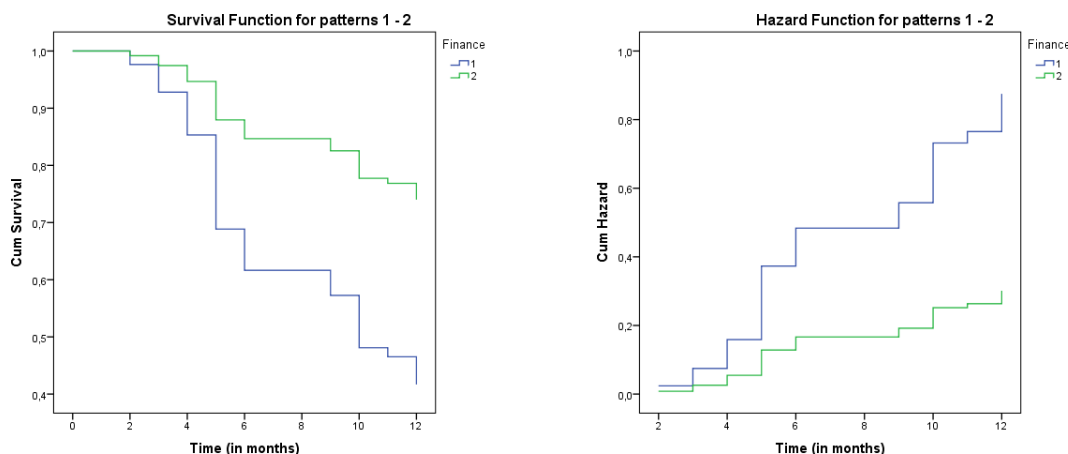 Survival Function for patterns 1 - 2
Finance
1
2
1,0
0,9
0,8
0,7
0,6
0,5
0,4
Cum Survival
0 2 4 6 8 10 12
Time (in months)
Hazard Function for patterns 1 - 2
Finance
1
2
1,0
0,8
0,6
0,4
0,2
0,0
Cum Hazard
2 4 6 8 10 12
Time (in months)